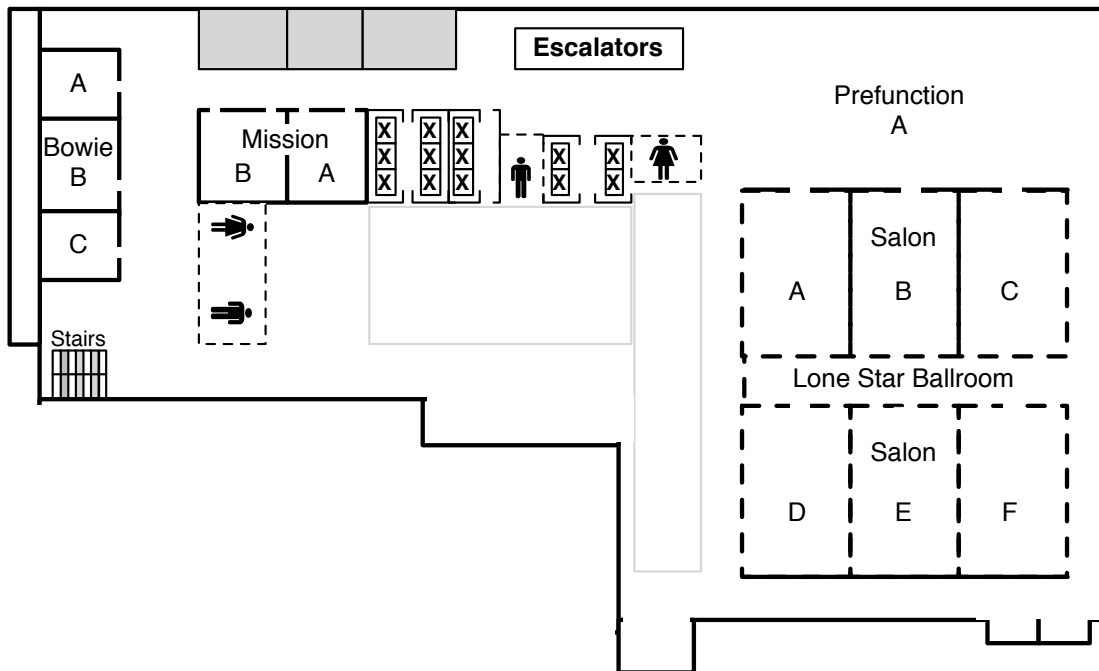 Escalators
A
Prefunction
A
Bowie
B
Mission
B A
X X X
X X X
X X X
X X
X X
C
Salon
A B C
Stairs
Lone Star Ballroom
Salon
D E F